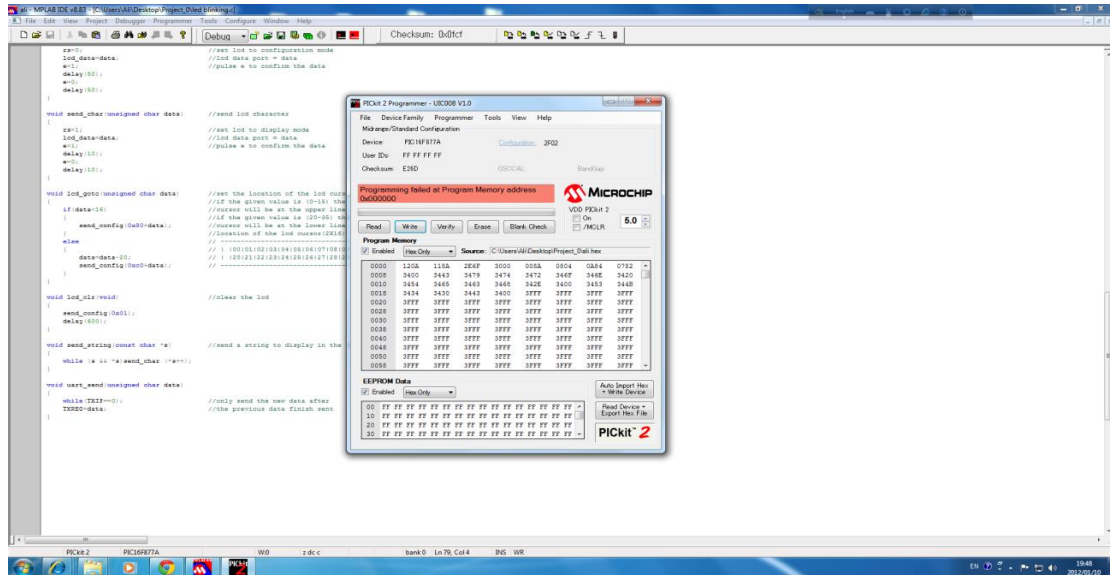 ali - MPLAB IDE v8.83 - [C:\Users\Ali\Desktop\Project_0\led blinking.c]
File Edit View Project Debugger Programmer Tools Configure Window Help
Debug
Checksum: 0x0fcf
rs=0; //set lcd to configuration mode
lcd_data=data; //lcd data port = data
e=1; //pulse e to confirm the data
delay(50);
e=0;
delay(50);
}
void send_char(unsigned char data) //send lcd character
{
rs=1; //set lcd to display mode
lcd_data=data; //lcd data port = data
e=1; //pulse e to confirm the data
delay(10);
e=0;
delay(10);
}
void lcd_goto(unsigned char data) //set the location of the lcd curs
{ //if the given value is (0-15) the
if(data<16) //cursor will be at the upper line
{ //if the given value is (20-35) the
send_config(0x80+data); //cursor will be at the lower line
} //location of the lcd cursor(2X16)
else
{
data=data-20;
send_config(0xc0+data);
}
}
void lcd_clr(void) //clear the lcd
{
send_config(0x01);
delay(600);
}
void send_string(const char *s) //send a string to display in the
{
while (s && *s)send_char (*s++);
}
void uart_send(unsigned char data)
{
while(TXIF==0); //only send the new data after
TXREG=data; //the previous data finish sent
}
PICkit 2 Programmer - UIC00B V1.0
File Device Family Programmer Tools View Help
Midrange/Standard Configuration
Device: PIC16F877A Configuration: 2F02
User IDs: FF FF FF FF
Checksum: E26D OSCCAL: BandGap:
Programming failed at Program Memory address
0x000000
MICROCHIP
VDD PICkit 2
On
/MCLR
5.0
Read Write Verify Erase Blank Check
Program Memory
Enabled Hex Only Source: C:\Users\Ali\Desktop\Project_0\ali.hex
0000 120A 118A 2E6F 3000 008A 0804 0A84 0782
0008 3400 3443 3479 3474 3472 346F 346E 3420
0010 3454 3465 3463 3468 342E 3400 3453 344B
0018 3434 3430 3443 3400 3FFF 3FFF 3FFF 3FFF
0020 3FFF 3FFF 3FFF 3FFF 3FFF 3FFF 3FFF 3FFF
0028 3FFF 3FFF 3FFF 3FFF 3FFF 3FFF 3FFF 3FFF
0030 3FFF 3FFF 3FFF 3FFF 3FFF 3FFF 3FFF 3FFF
0038 3FFF 3FFF 3FFF 3FFF 3FFF 3FFF 3FFF 3FFF
0040 3FFF 3FFF 3FFF 3FFF 3FFF 3FFF 3FFF 3FFF
0048 3FFF 3FFF 3FFF 3FFF 3FFF 3FFF 3FFF 3FFF
0050 3FFF 3FFF 3FFF 3FFF 3FFF 3FFF 3FFF 3FFF
0058 3FFF 3FFF 3FFF 3FFF 3FFF 3FFF 3FFF 3FFF
EEPROM Data
Enabled Hex Only
00 FF FF FF FF FF FF FF FF FF FF FF FF FF FF FF FF
10 FF FF FF FF FF FF FF FF FF FF FF FF FF FF FF FF
20 FF FF FF FF FF FF FF FF FF FF FF FF FF FF FF FF
30 FF FF FF FF FF FF FF FF FF FF FF FF FF FF FF FF
Auto Import Hex
+ Write Device
Read Device +
Export Hex File
PICkit™ 2
PICkit 2 PIC16F877A W:0 z dc c bank 0 Ln 79, Col 4 INS WR
EN
19:48
2012/01/10